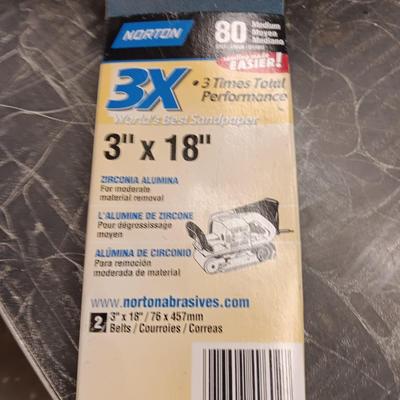 NORTON
80 Medium
Moyen
Mediano
EASIER!
3X • 3 Times Total
Performance
World's Best Sandpaper
3" x 18"
ZIRCONIA ALUMINA
For moderate
material removal
L'ALUMINE DE ZIRCONE
Pour dégrossissage
moyen
ALÚMINA DE CIRCONIO
Para remoción
moderada de material
www.nortonabrasives.com
2 3" x 18" / 76 x 457mm
Belts / Courroies / Correas